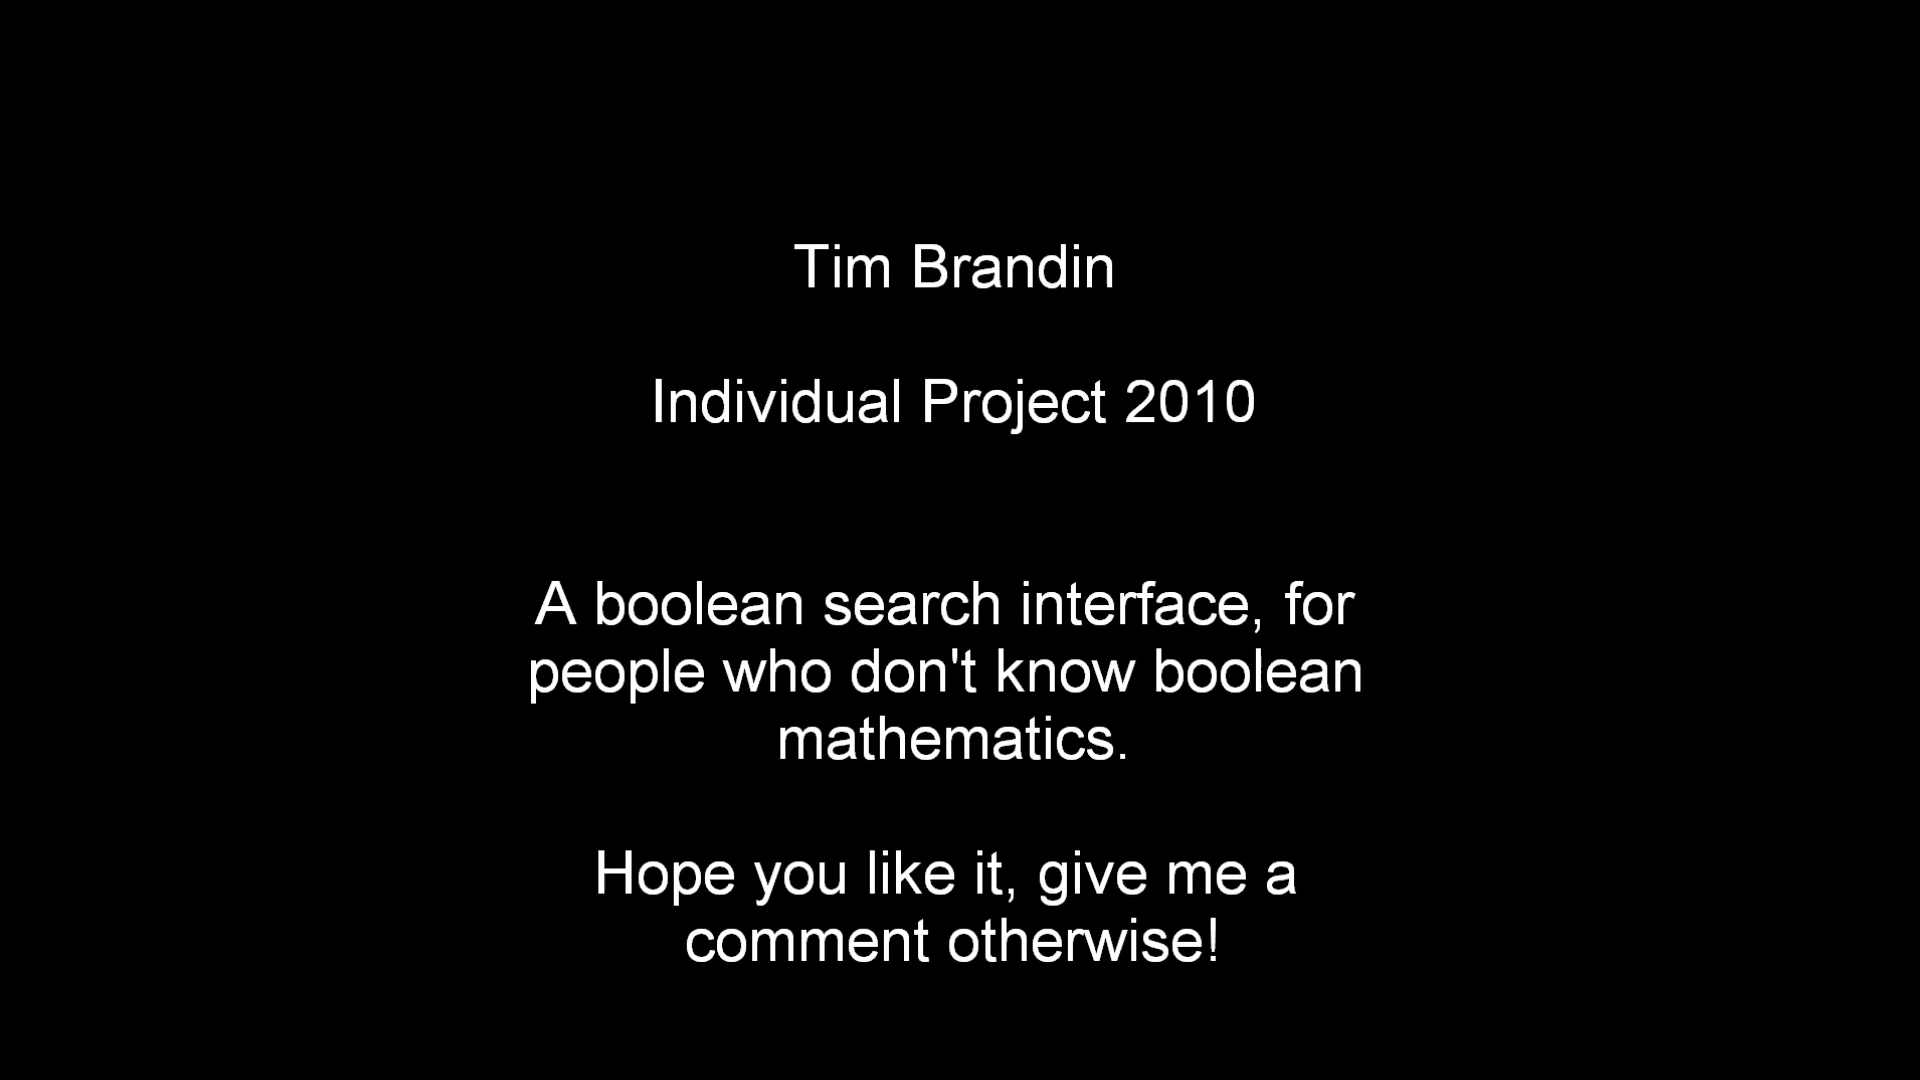 Tim Brandin
Individual Project 2010
A boolean search interface, for
people who don't know boolean
mathematics.
Hope you like it, give me a
comment otherwise!